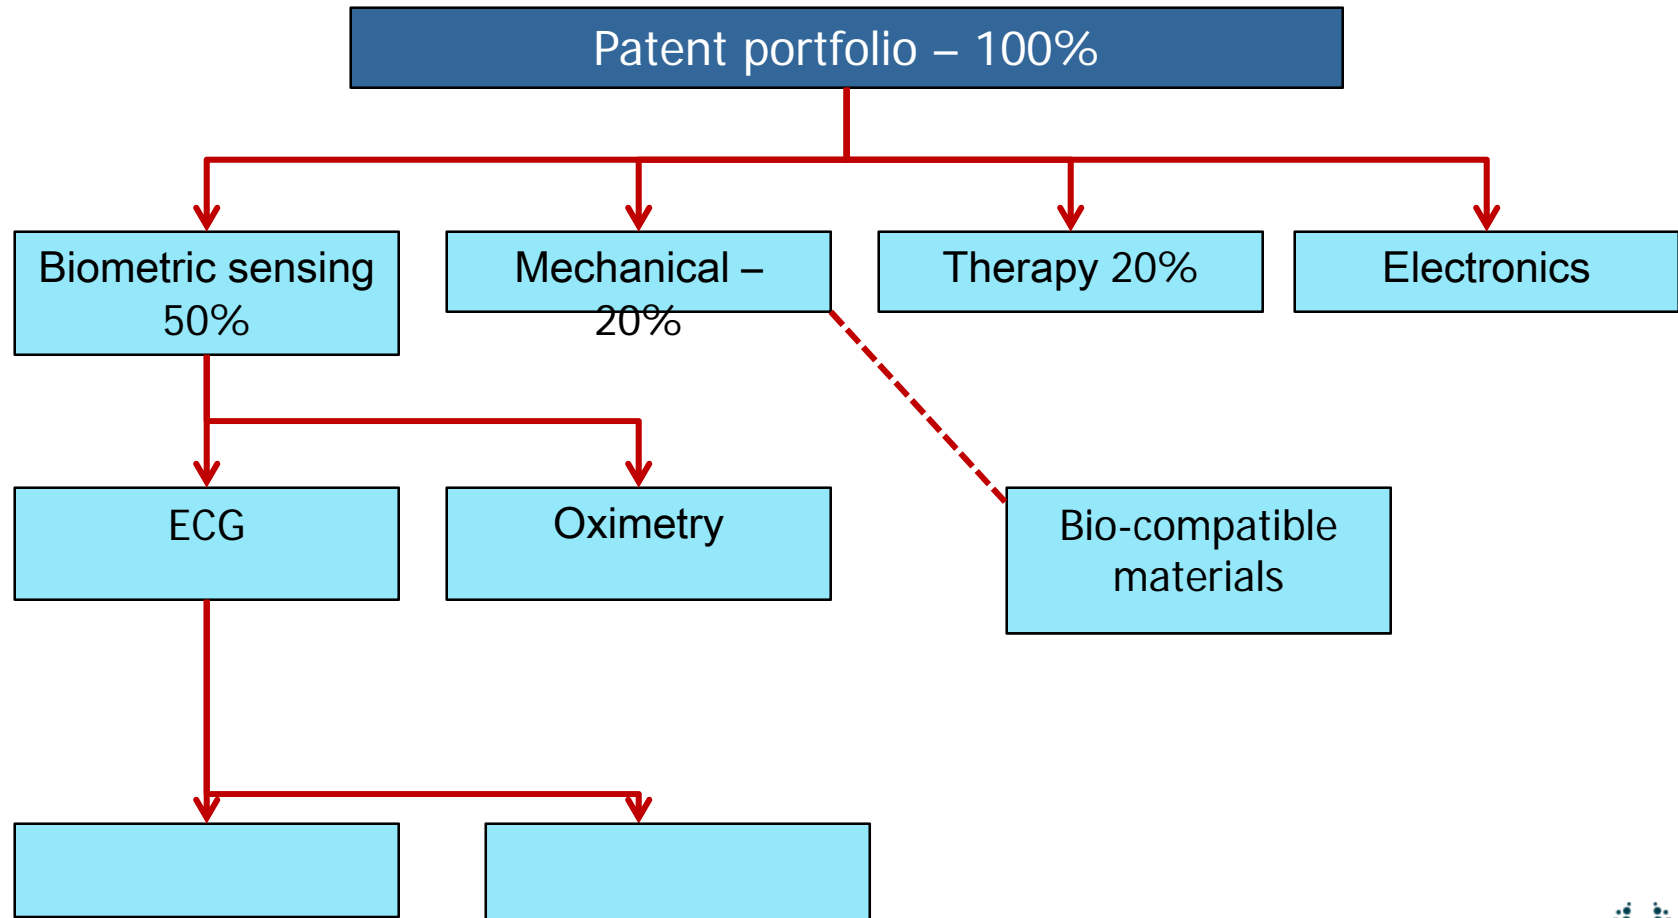 Patent portfolio – 100%
Biometric sensing
50%
Mechanical –
20%
Therapy 20%
Electronics
ECG
Oximetry
Bio-compatible
materials